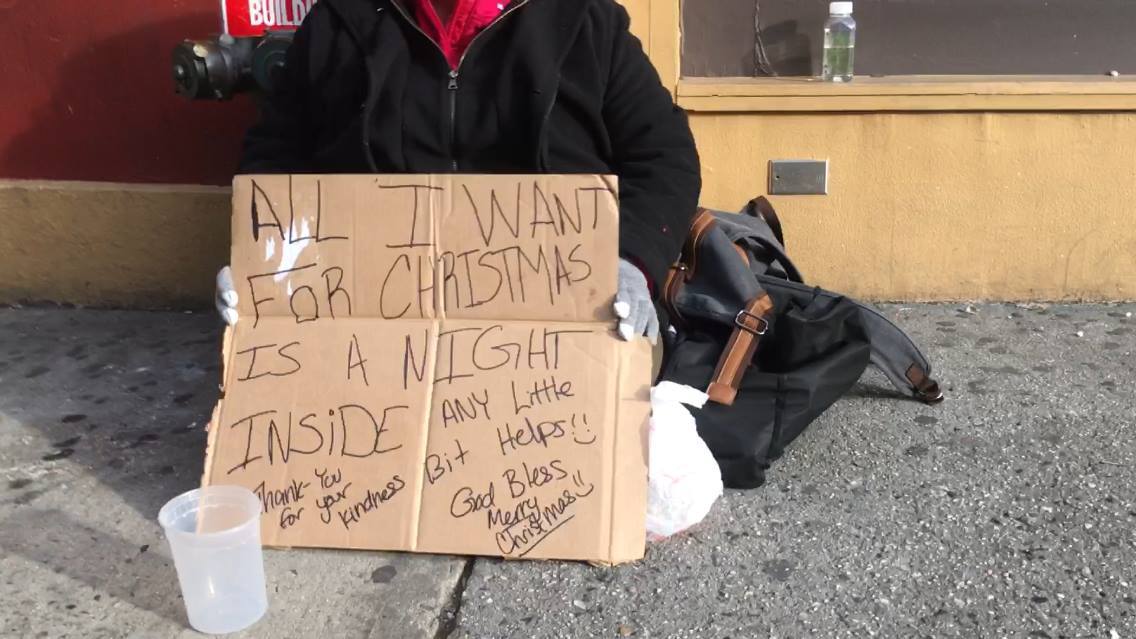 BUILD
ALL I WANT
FOR CHRISTMAS
IS A NIGHT
INSiDE
ANY Little
Bit Helps!!
Thank-You
for your
kindness
God Bless
Merry
Christmas!!